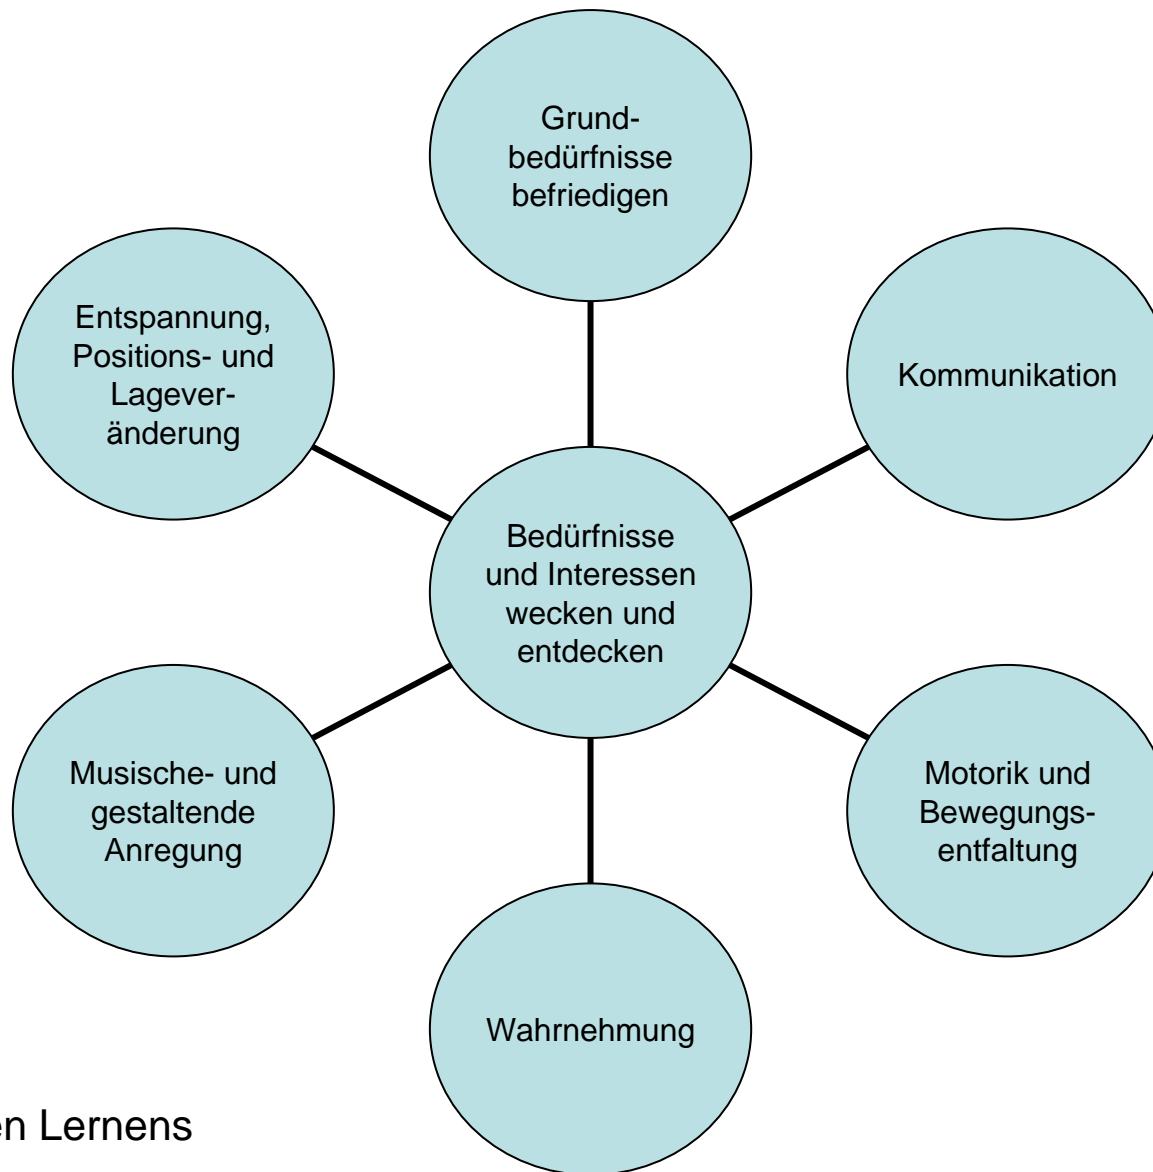 Grund-
bedürfnisse
befriedigen
Entspannung,
Positions- und
Lagever-
änderung
Kommunikation
Bedürfnisse
und Interessen
wecken und
entdecken
Musische- und
gestaltende
Anregung
Motorik und
Bewegungs-
entfaltung
Wahrnehmung
en Lernens